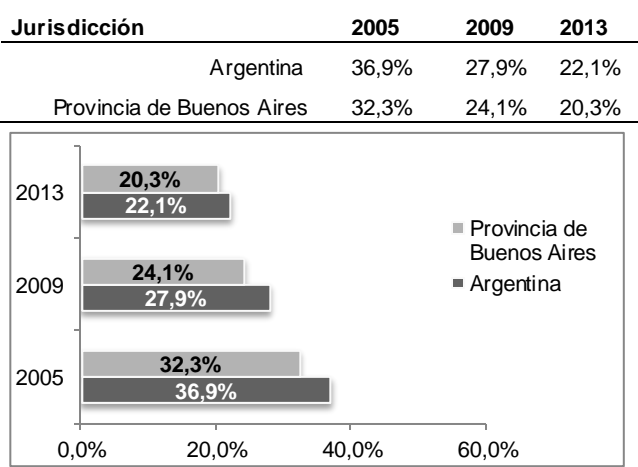 Jurisdicción 2005 2009 2013
Argentina 36,9% 27,9% 22,1%
Provincia de Buenos Aires 32,3% 24,1% 20,3%
2013
20,3%
22,1%
2009
24,1%
27,9%
2005
32,3%
36,9%
Provincia de
Buenos Aires
Argentina
0,0% 20,0% 40,0% 60,0%